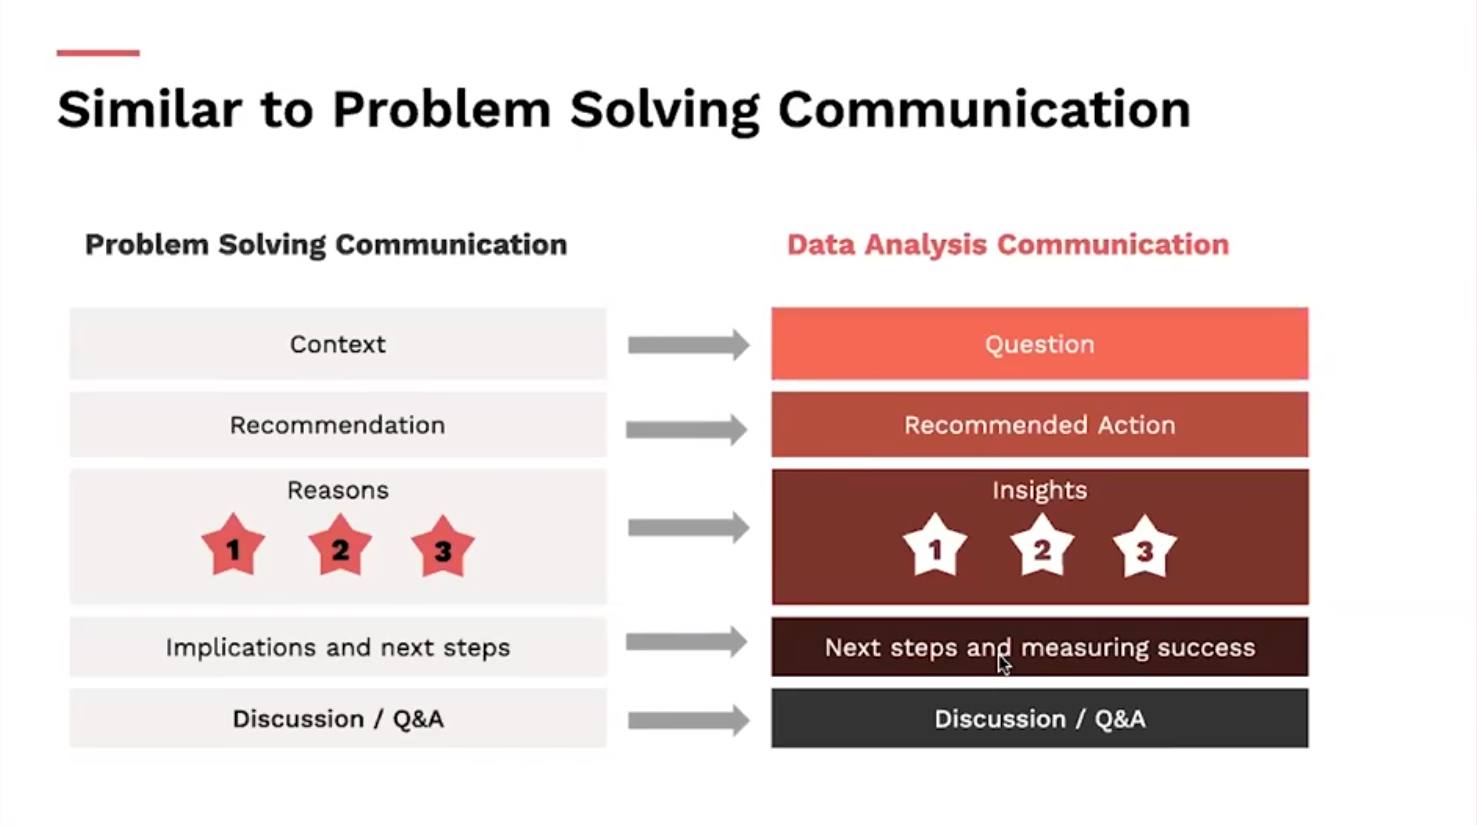 Similar to Problem Solving Communication
Problem Solving Communication
Data Analysis Communication
Context
Question
Recommendation
Recommended Action
Reasons
1 2 3
Insights
1 2 3
Implications and next steps
Next steps and measuring success
Discussion / Q&A
Discussion / Q&A